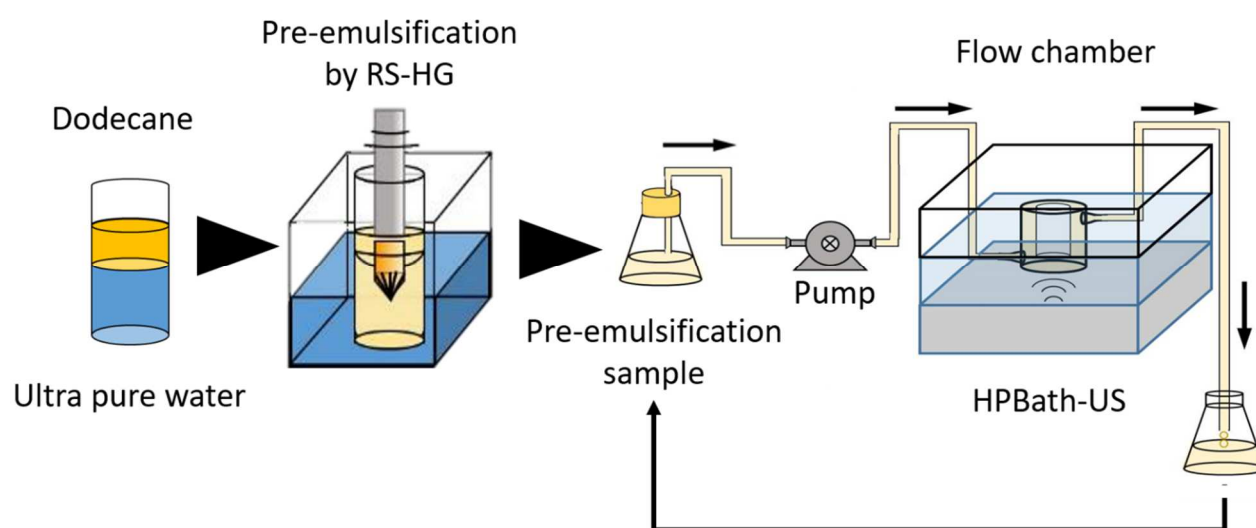 Pre-emulsification
by RS-HG
Flow chamber
Dodecane
Pump
Pre-emulsification
sample
Ultra pure water
HPBath-US